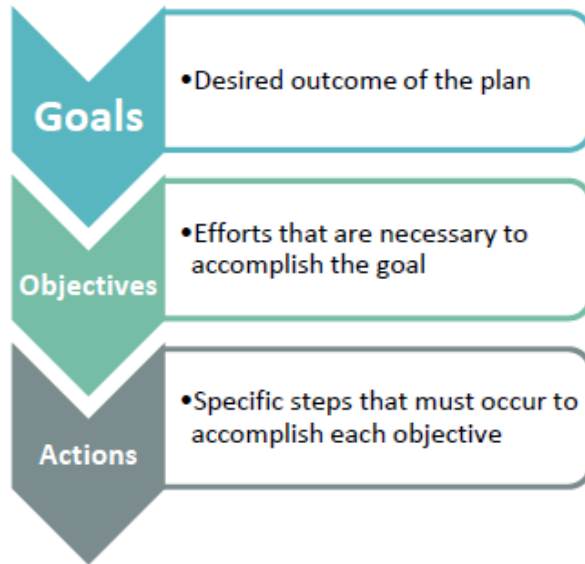 Goals
•Desired outcome of the plan
Objectives
•Efforts that are necessary to
accomplish the goal
Actions
•Specific steps that must occur to
accomplish each objective